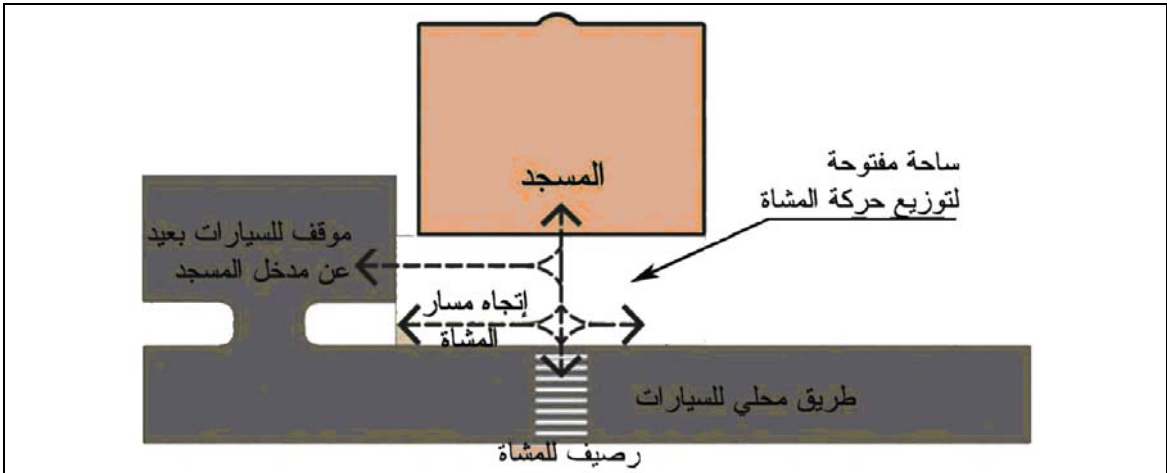 المسجد
ساحة مفتوحة
لتوزيع حركة المشاة
موقف للسيارات بعيد
عن مدخل المسجد
إتجاه مسار
المشاة
طريق محلي للسيارات
رصيف للمشاة